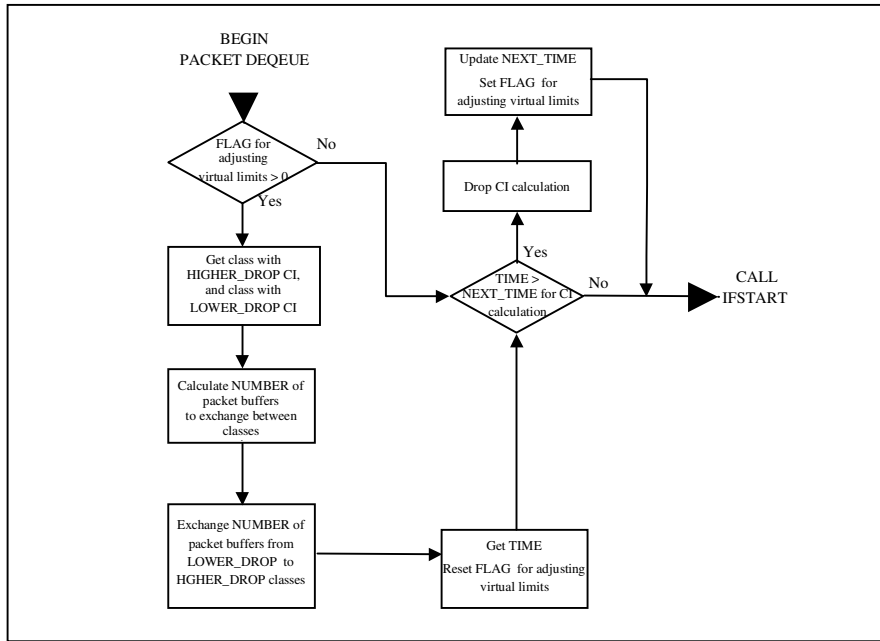 BEGIN
PACKET DEQEUE
FLAG for
adjusting
virtual limits > 0
No
Yes
Get class with
HIGHER_DROP CI,
and class with
LOWER_DROP CI
Calculate NUMBER of
packet buffers
to exchange between
classes
Exchange NUMBER of
packet buffers from
LOWER_DROP to
HGHER_DROP classes
Get TIME
Reset FLAG for adjusting
virtual limits
TIME >
NEXT_TIME for CI
calculation
Yes
No
Drop CI calculation
Update NEXT_TIME
Set FLAG for
adjusting virtual limits
CALL
IFSTART